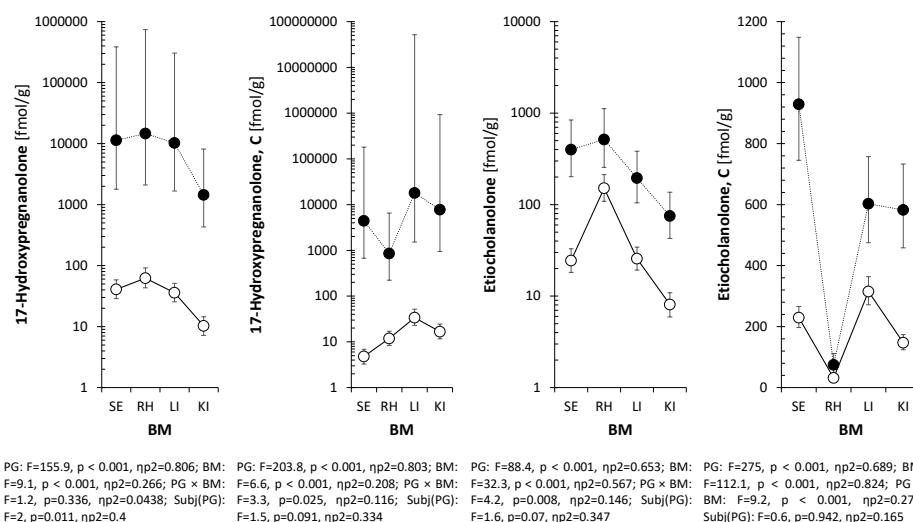 1000000
100000
10000
1000
100
10
1
17-Hydroxypregnanolone [fmol/g]
SE RH LI KI
BM
100000000
10000000
1000000
100000
10000
1000
100
10
1
17-Hydroxypregnanolone, C [fmol/g]
SE RH LI KI
BM
10000
1000
100
10
1
Etiocholanolone [fmol/g]
SE RH LI KI
BM
1200
1000
800
600
400
200
0
Etiocholanolone, C [fmol/g]
SE RH LI KI
BM
PG: F=155.9, p < 0.001, ηp2=0.806; BM:
F=9.1, p < 0.001, ηp2=0.266; PG × BM:
F=1.2, p=0.336, ηp2=0.0438; Subj(PG):
F=2, p=0.011, ηp2=0.4
PG: F=203.8, p < 0.001, ηp2=0.803; BM:
F=6.6, p < 0.001, ηp2=0.208; PG × BM:
F=3.3, p=0.025, ηp2=0.116; Subj(PG):
F=1.5, p=0.091, ηp2=0.334
PG: F=88.4, p < 0.001, ηp2=0.653; BM:
F=32.3, p < 0.001, ηp2=0.567; PG × BM:
F=4.2, p=0.008, ηp2=0.146; Subj(PG):
F=1.6, p=0.07, ηp2=0.347
PG: F=275, p < 0.001, ηp2=0.689; BM
F=112.1, p < 0.001, ηp2=0.824; PG
BM: F=9.2, p < 0.001, ηp2=0.27
Subj(PG): F=0.6, p=0.942, ηp2=0.165